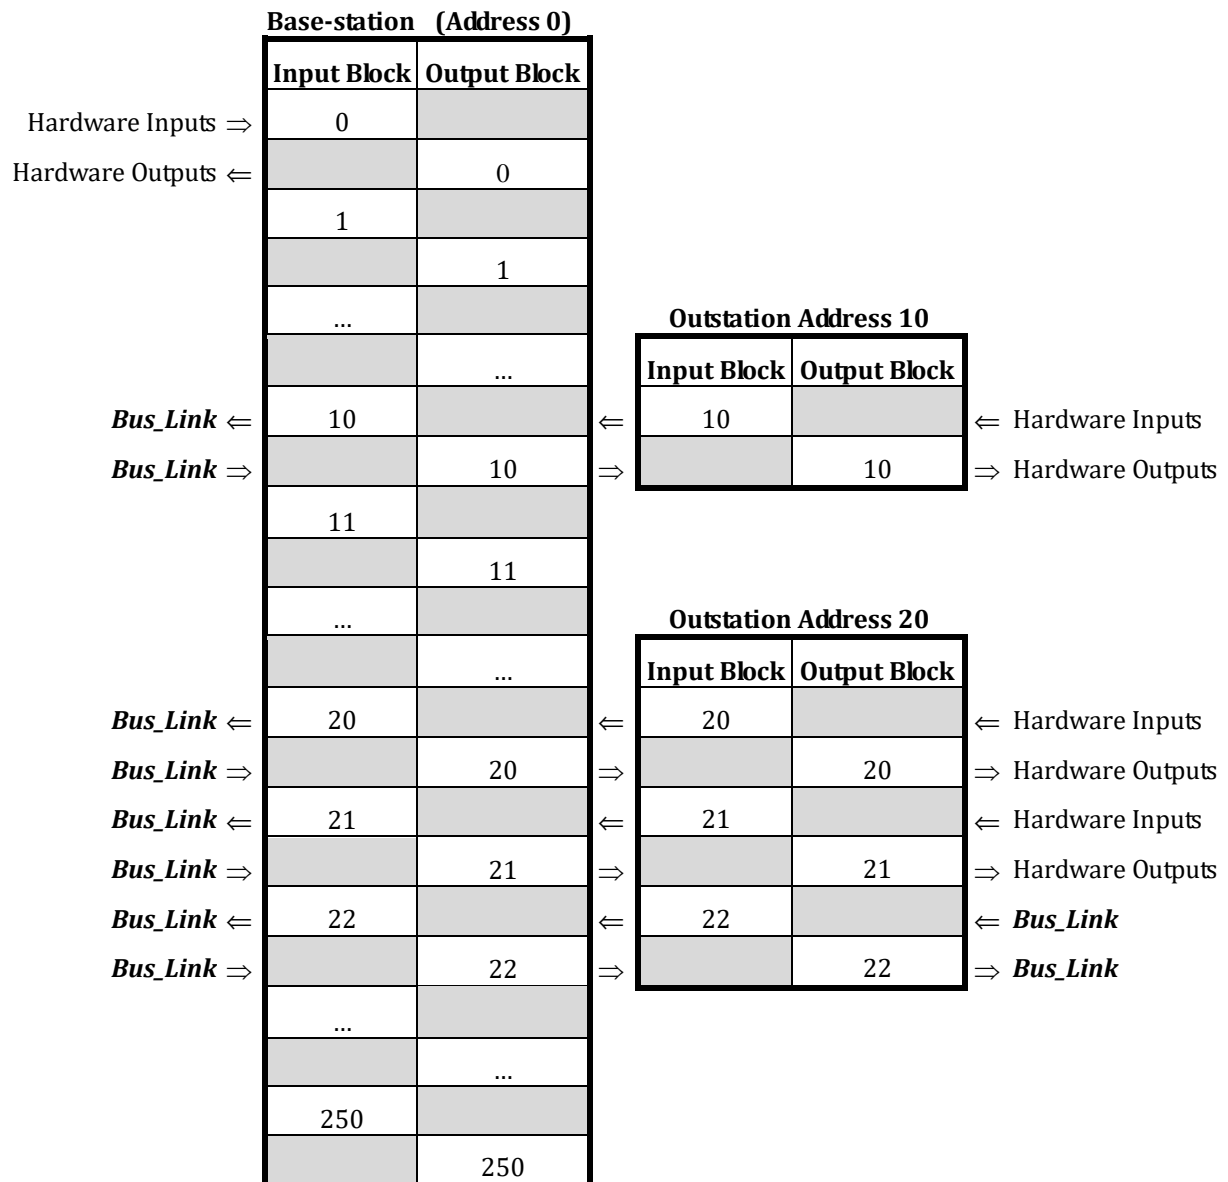 Base-station (Address 0)
Input Block Output Block
Hardware Inputs ⇒ 0
Hardware Outputs ⇐ 0
1
1
...
Outstation Address 10
... Input Block Output Block
Bus_Link ⇐ 10 ⇐ 10 ⇐ Hardware Inputs
Bus_Link ⇒ 10 ⇒ 10 ⇒ Hardware Outputs
11
11
...
Outstation Address 20
... Input Block Output Block
Bus_Link ⇐ 20 ⇐ 20 ⇐ Hardware Inputs
Bus_Link ⇒ 20 ⇒ 20 ⇒ Hardware Outputs
Bus_Link ⇐ 21 ⇐ 21 ⇐ Hardware Inputs
Bus_Link ⇒ 21 ⇒ 21 ⇒ Hardware Outputs
Bus_Link ⇐ 22 ⇐ 22 ⇐ Bus_Link
Bus_Link ⇒ 22 ⇒ 22 ⇒ Bus_Link
...
...
250
250